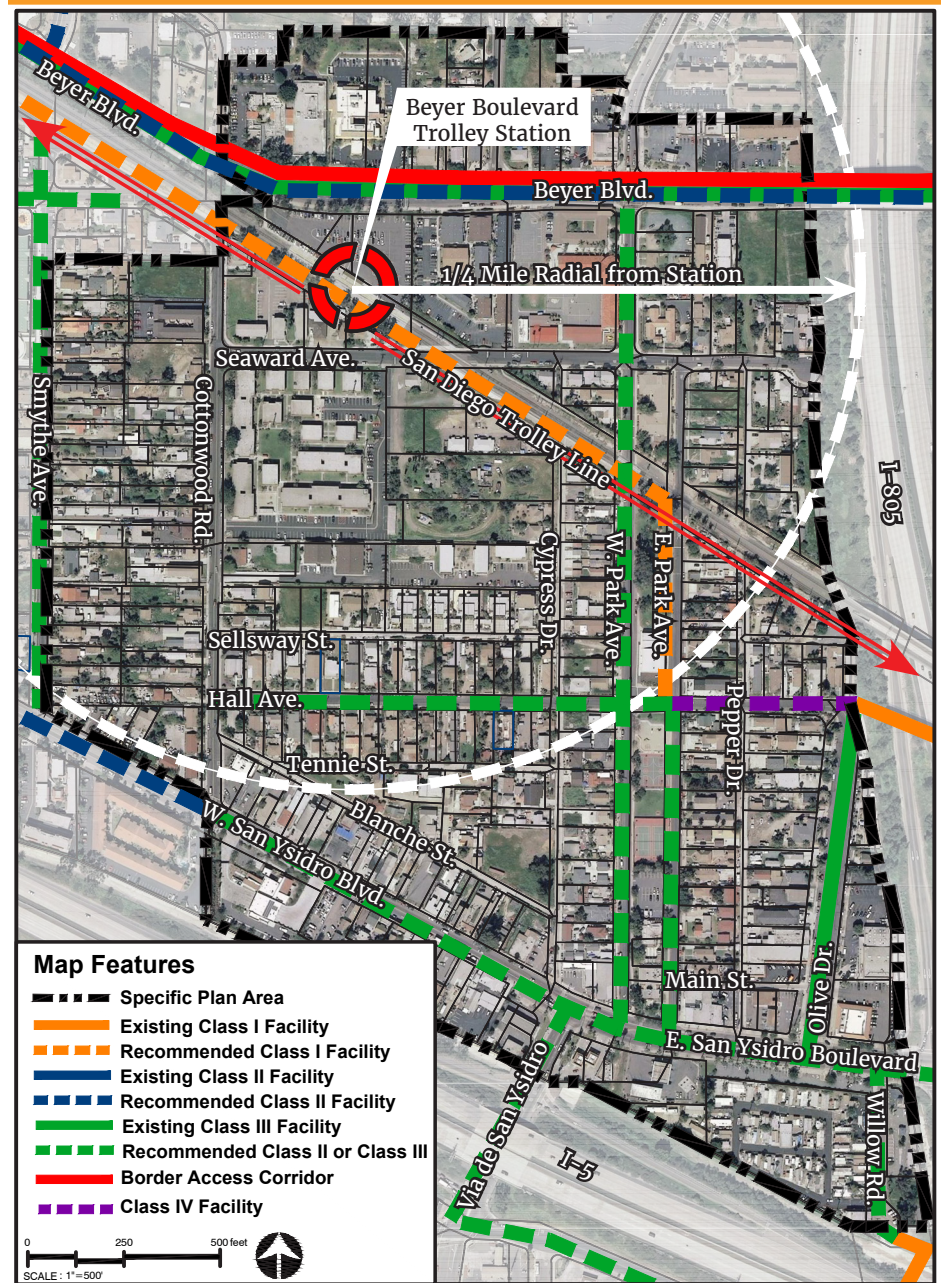 Beyer Blvd.
Beyer Boulevard
Trolley Station
Beyer Blvd.
1/4 Mile Radial from Station
Seaward Ave.
San Diego Trolley Line
Smythe Ave.
Cottonwood Rd.
I-805
Cypress Dr.
W. Park Ave.
E. Park Ave.
Sellsway St.
Hall Ave.
Pepper Dr.
Tennie St.
Blanche St.
W. San Ysidro Blvd.
Main St.
Olive Dr.
E. San Ysidro Boulevard
Via de San Ysidro
I-5
Willow Rd.
Map Features
Specific Plan Area
Existing Class I Facility
Recommended Class I Facility
Existing Class II Facility
Recommended Class II Facility
Existing Class III Facility
Recommended Class II or Class III
Border Access Corridor
Class IV Facility
0 250 500 feet
SCALE : 1"=500'